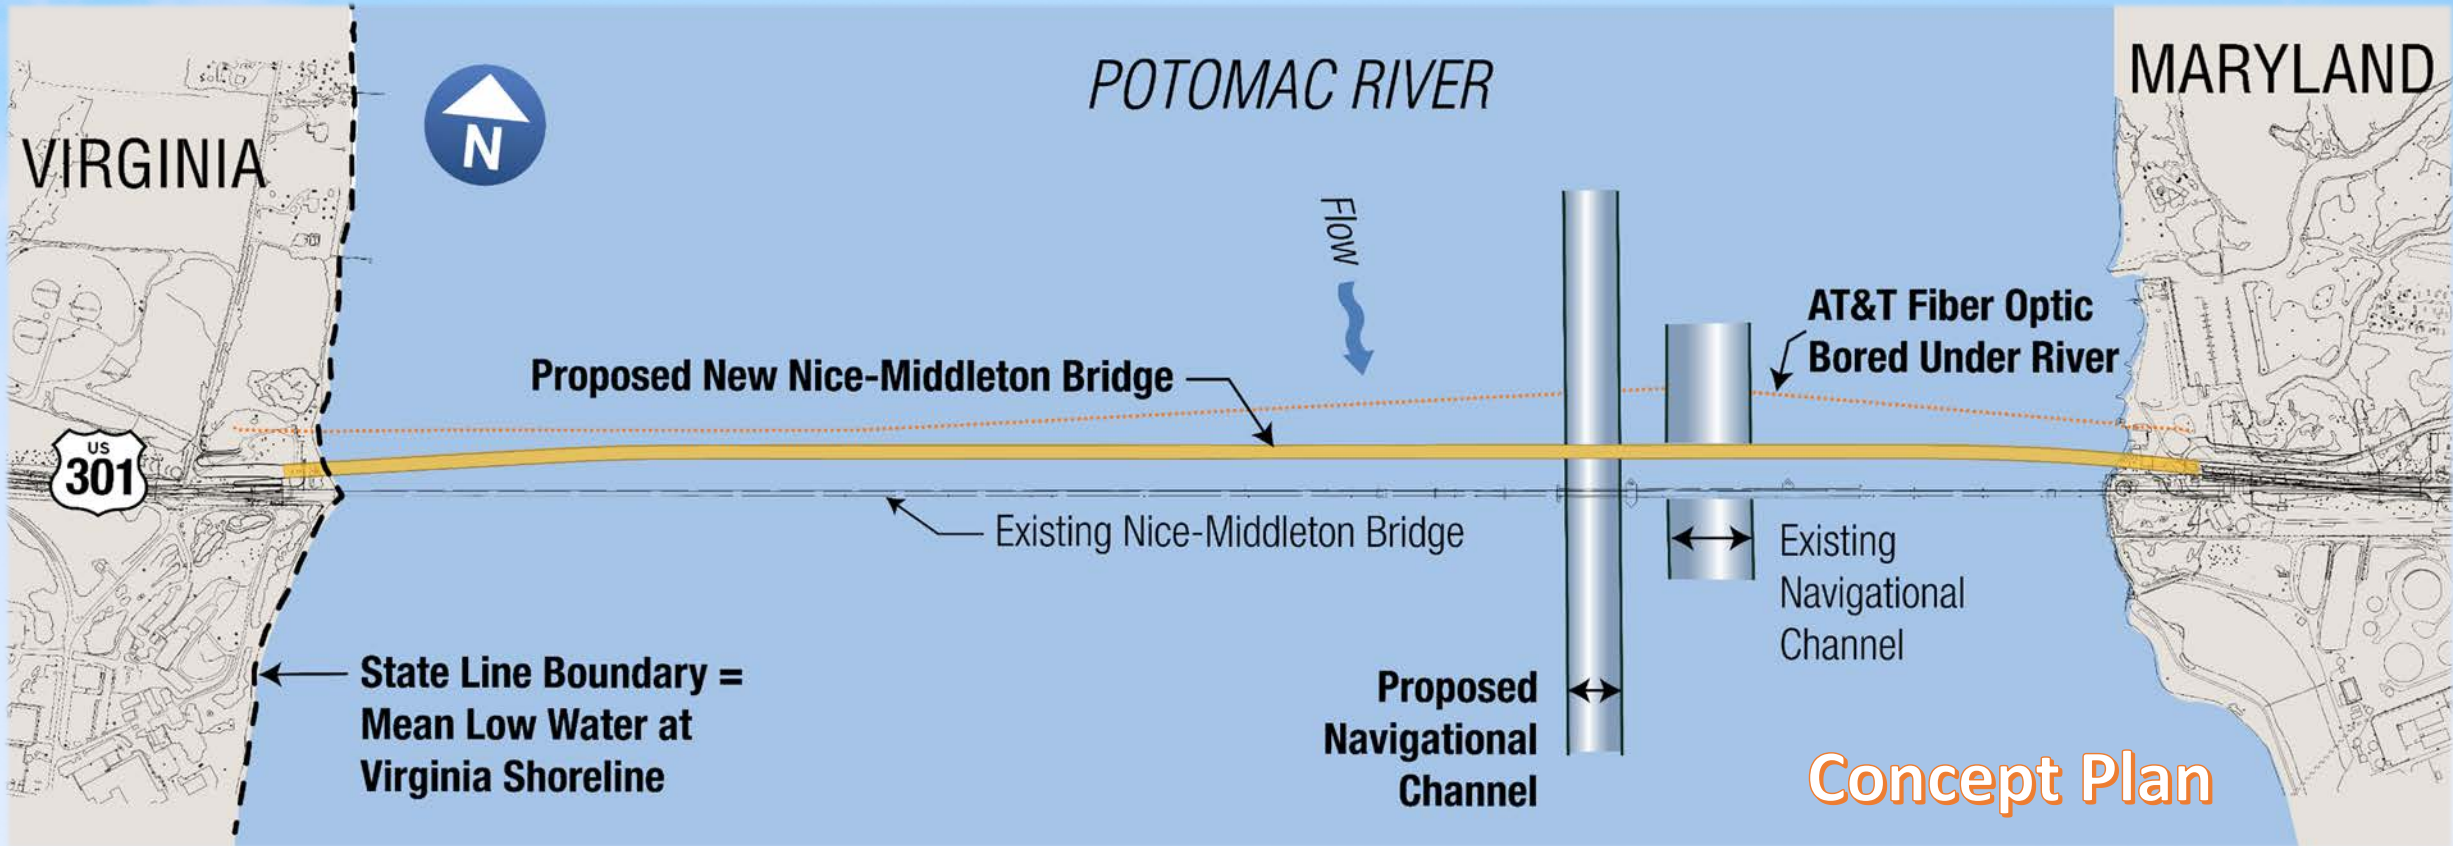 POTOMAC RIVER
MARYLAND
VIRGINIA
N
Flow
AT&T Fiber Optic
Bored Under River
Proposed New Nice-Middleton Bridge
US
301
Existing Nice-Middleton Bridge
Existing
Navigational
Channel
State Line Boundary =
Mean Low Water at
Virginia Shoreline
Proposed
Navigational
Channel
Concept Plan